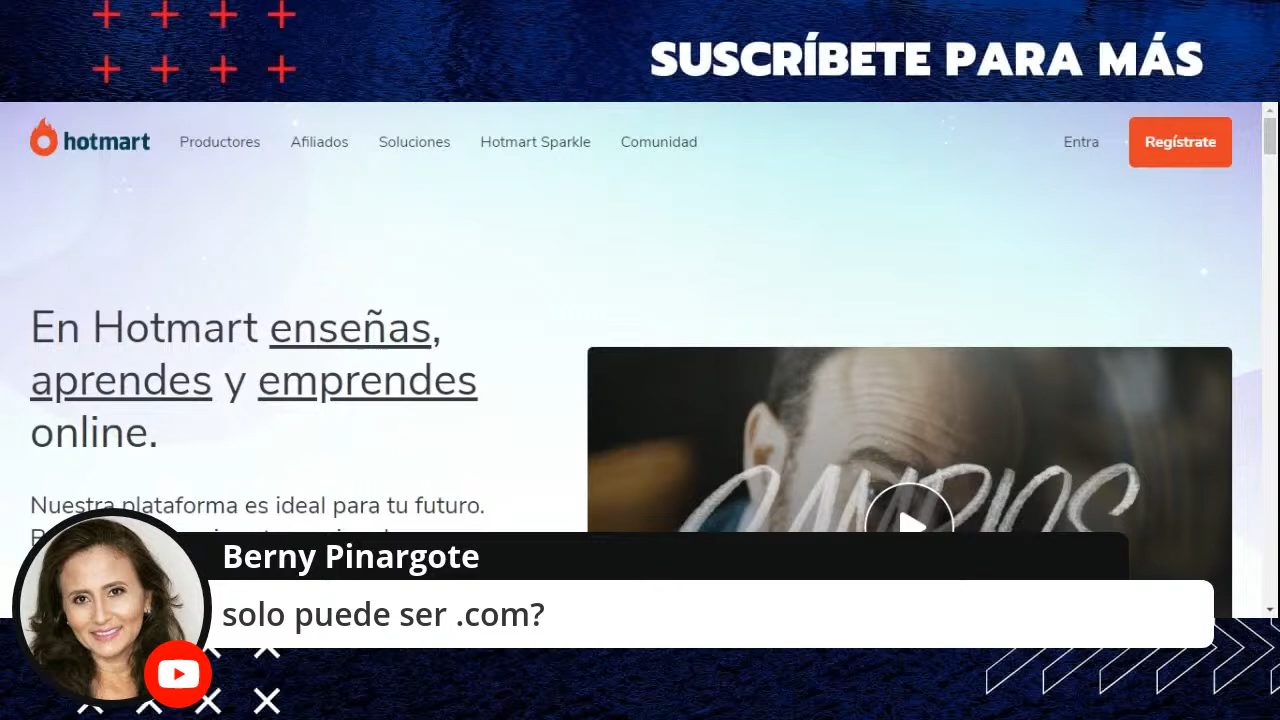 SUSCRÍBETE PARA MÁS
hotmart Productores Afiliados Soluciones Hotmart Sparkle Comunidad Entra Regístrate
En Hotmart enseñas,
aprendes y emprendes
online.
Nuestra plataforma es ideal para tu futuro.
CAMBIOS
Berny Pinargote
solo puede ser .com?